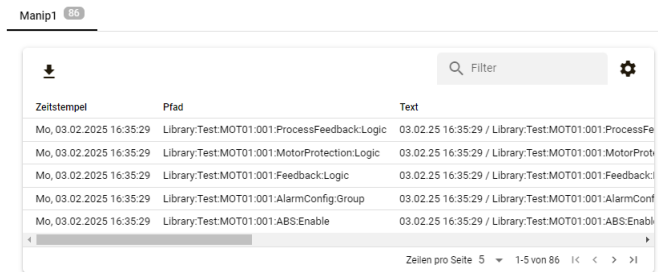 Manip1 86
Filter
Zeitstempel Pfad Text
Mo, 03.02.2025 16:35:29 Library:Test:MOT01:001:ProcessFeedback:Logic 03.02.25 16:35:29 / Library:Test:MOT01:001:ProcessFe
Mo, 03.02.2025 16:35:29 Library:Test:MOT01:001:MotorProtection:Logic 03.02.25 16:35:29 / Library:Test:MOT01:001:MotorProt
Mo, 03.02.2025 16:35:29 Library:Test:MOT01:001:Feedback:Logic 03.02.25 16:35:29 / Library:Test:MOT01:001:Feedback:
Mo, 03.02.2025 16:35:29 Library:Test:MOT01:001:AlarmConfig:Group 03.02.25 16:35:29 / Library:Test:MOT01:001:AlarmConf
Mo, 03.02.2025 16:35:29 Library:Test:MOT01:001:ABS:Enable 03.02.25 16:35:29 / Library:Test:MOT01:001:ABS:Enabl
Zeilen pro Seite 5 1-5 von 86